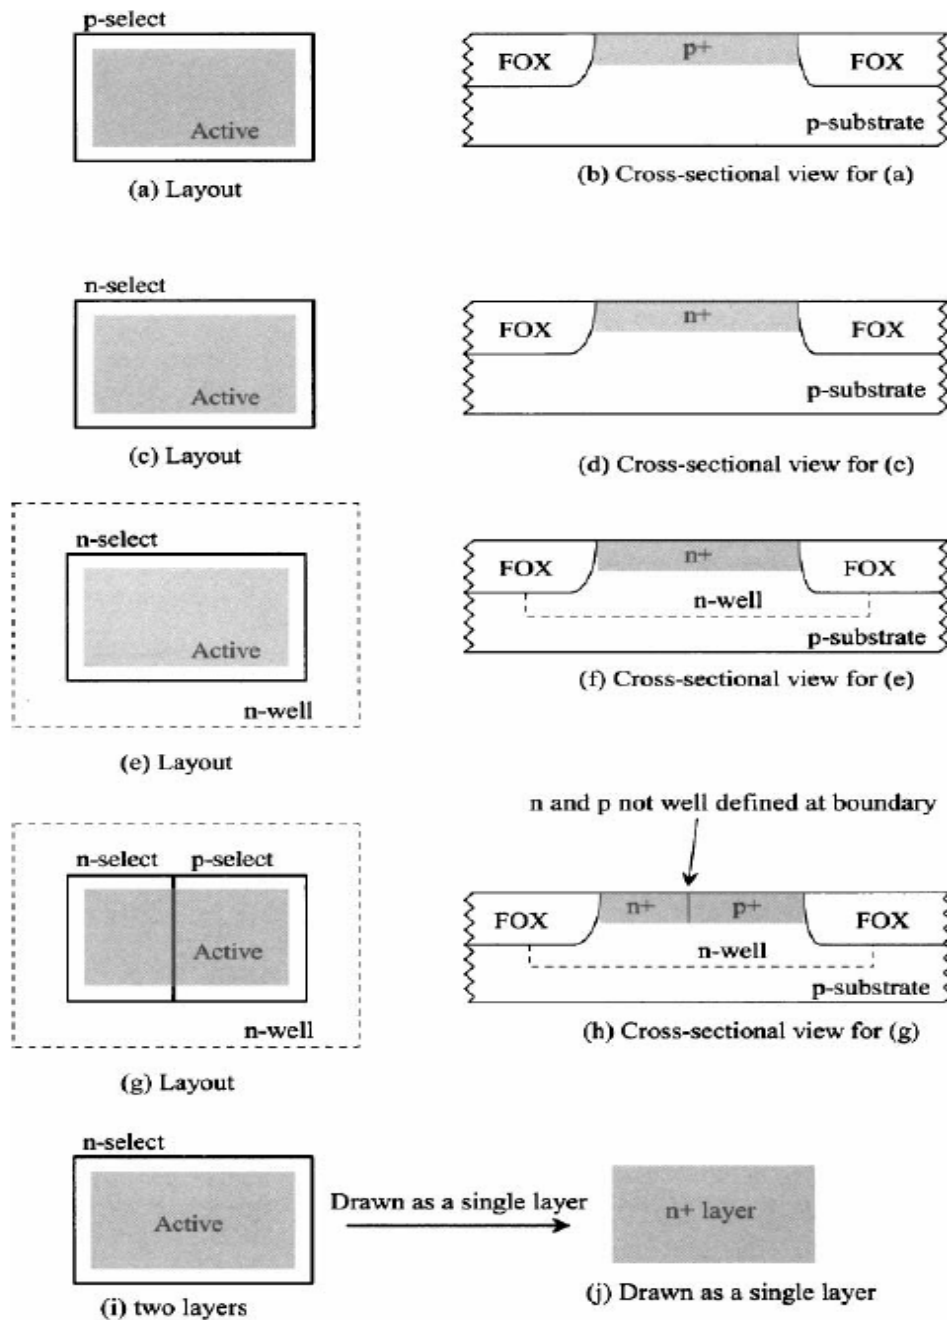 p-select
Active
(a) Layout
FOX
p+
FOX
p-substrate
(b) Cross-sectional view for (a)
n-select
Active
(c) Layout
FOX
n+
FOX
p-substrate
(d) Cross-sectional view for (c)
n-select
Active
n-well
(e) Layout
FOX
n+
FOX
n-well
p-substrate
(f) Cross-sectional view for (e)
n and p not well defined at boundary
n-select p-select
Active
n-well
(g) Layout
FOX
n+ p+
FOX
n-well
p-substrate
(h) Cross-sectional view for (g)
n-select
Active
(i) two layers
Drawn as a single layer
n+ layer
(j) Drawn as a single layer